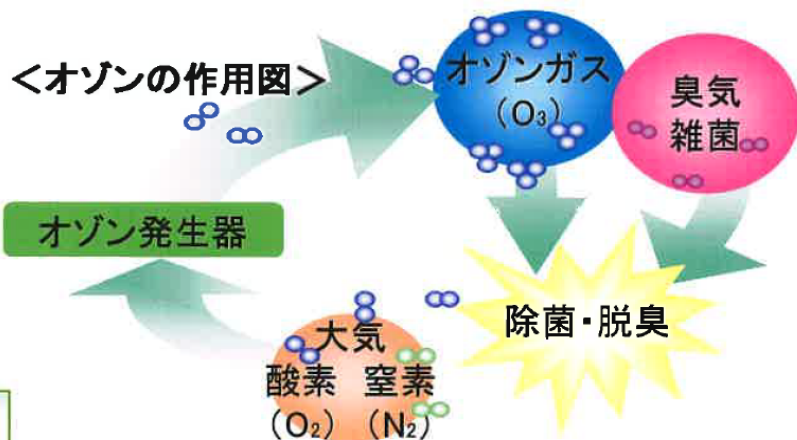 ＜オゾンの作用図＞
オゾンガス
(O₃)
臭気
雑菌
オゾン発生器
除菌・脱臭
大気
酸素 窒素
(O₂) (N₂)